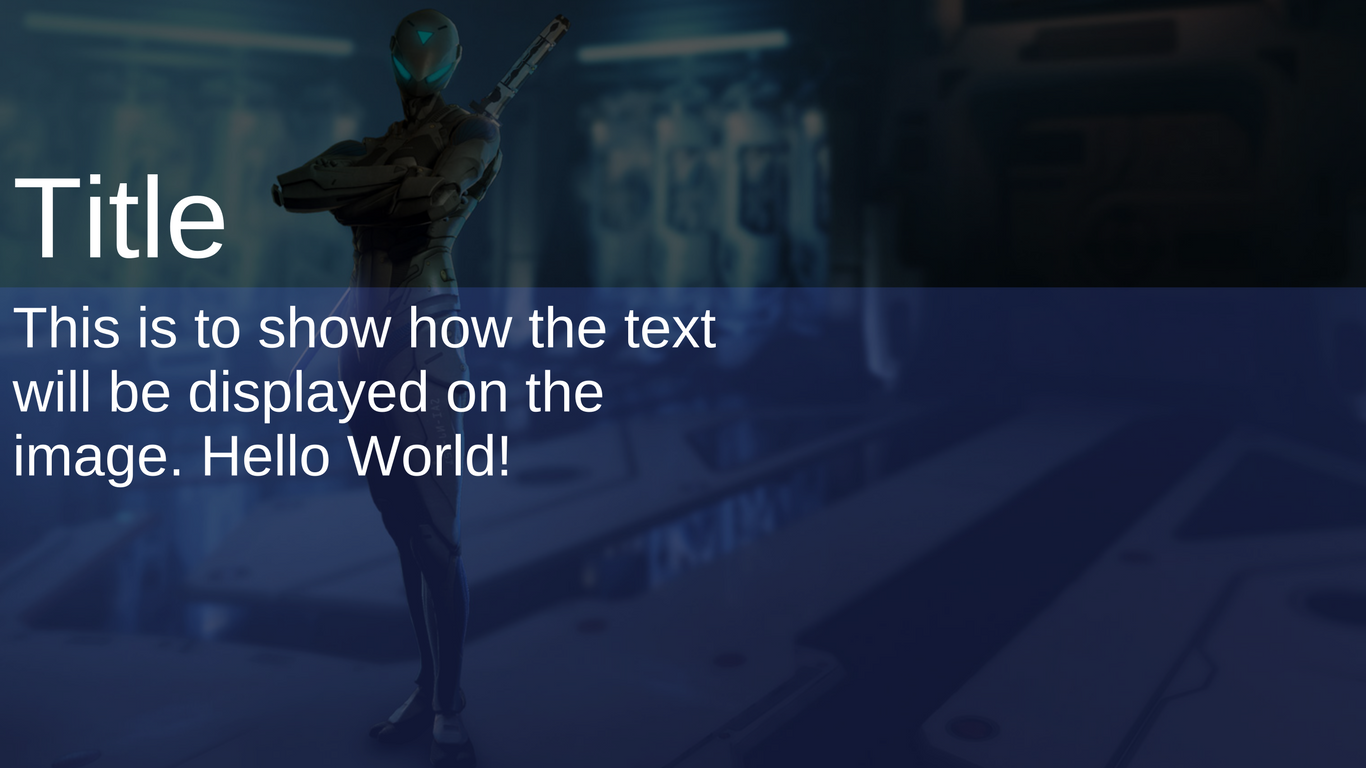 Title
This is to show how the text
will be displayed on the
image. Hello World!